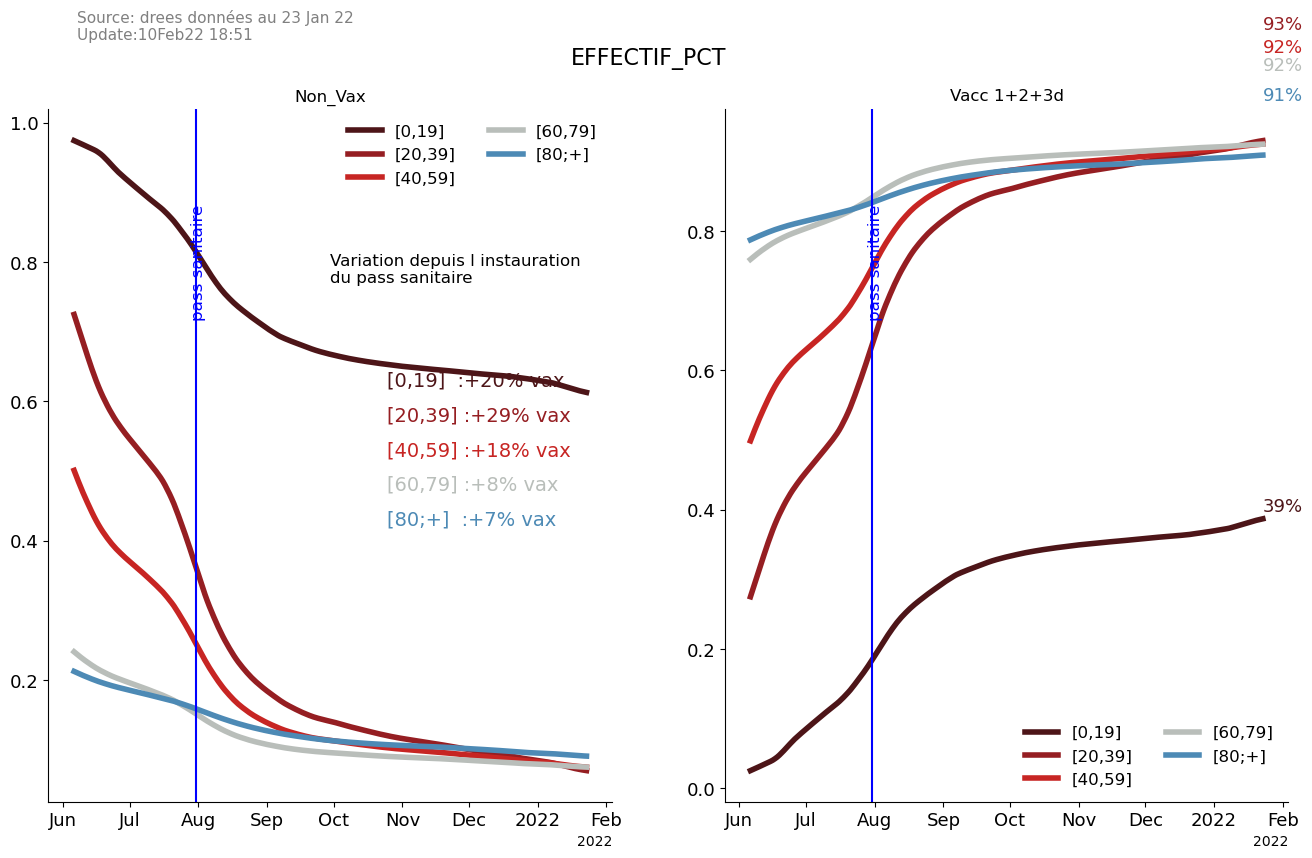 Source: drees données au 23 Jan 22
Update:10Feb22 18:51
EFFECTIF_PCT
93%
92%
92%
91%
Non_Vax
1.0
0.8
0.6
0.4
0.2
[0,19]
[20,39]
[40,59]
[60,79]
[80;+]
pass sanitaire
Variation depuis l instauration
du pass sanitaire
[0,19] :+20% vax
[20,39] :+29% vax
[40,59] :+18% vax
[60,79] :+8% vax
[80;+] :+7% vax
Jun Jul Aug Sep Oct Nov Dec 2022 Feb
2022
Vacc 1+2+3d
0.8
0.6
0.4
0.2
0.0
pass sanitaire
39%
[0,19]
[20,39]
[40,59]
[60,79]
[80;+]
Jun Jul Aug Sep Oct Nov Dec 2022 Feb
2022